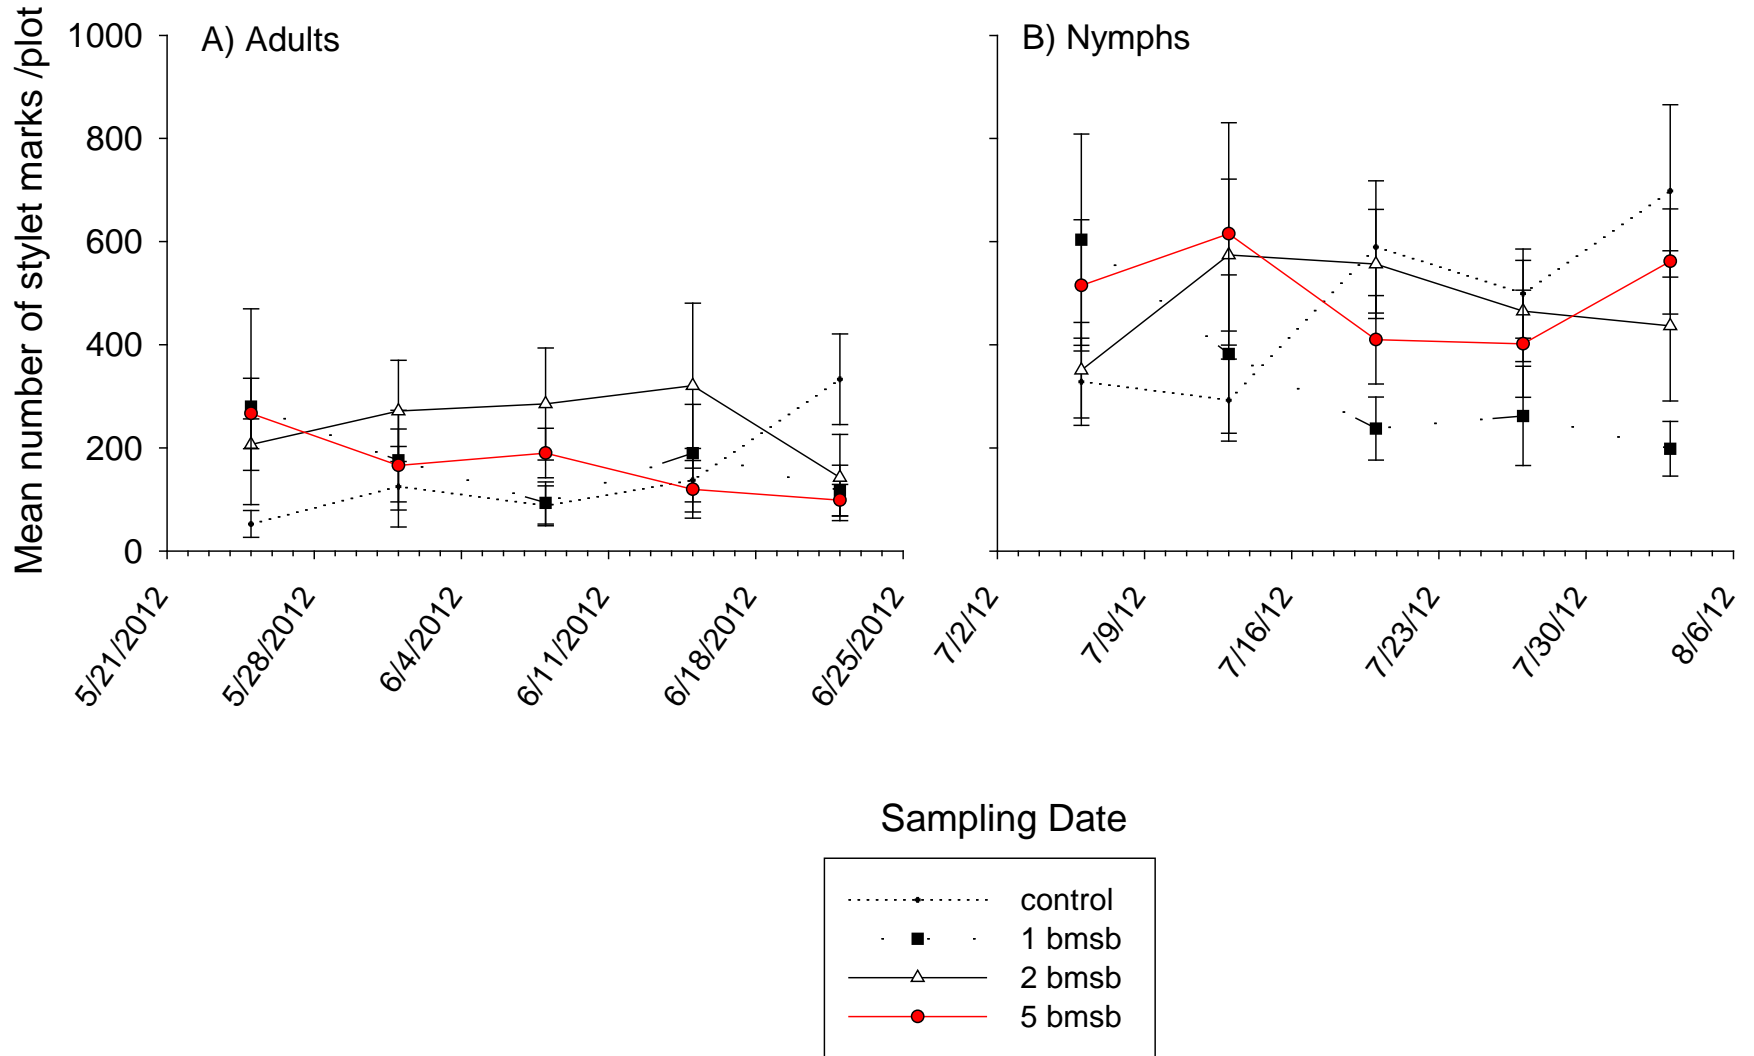 Mean number of stylet marks /plot
1000
800
600
400
200
0
A) Adults
5/21/2012
5/28/2012
6/4/2012
6/11/2012
6/18/2012
6/25/2012
B) Nymphs
7/2/12
7/9/12
7/16/12
7/23/12
7/30/12
8/6/12
Sampling Date
control
1 bmsb
2 bmsb
5 bmsb